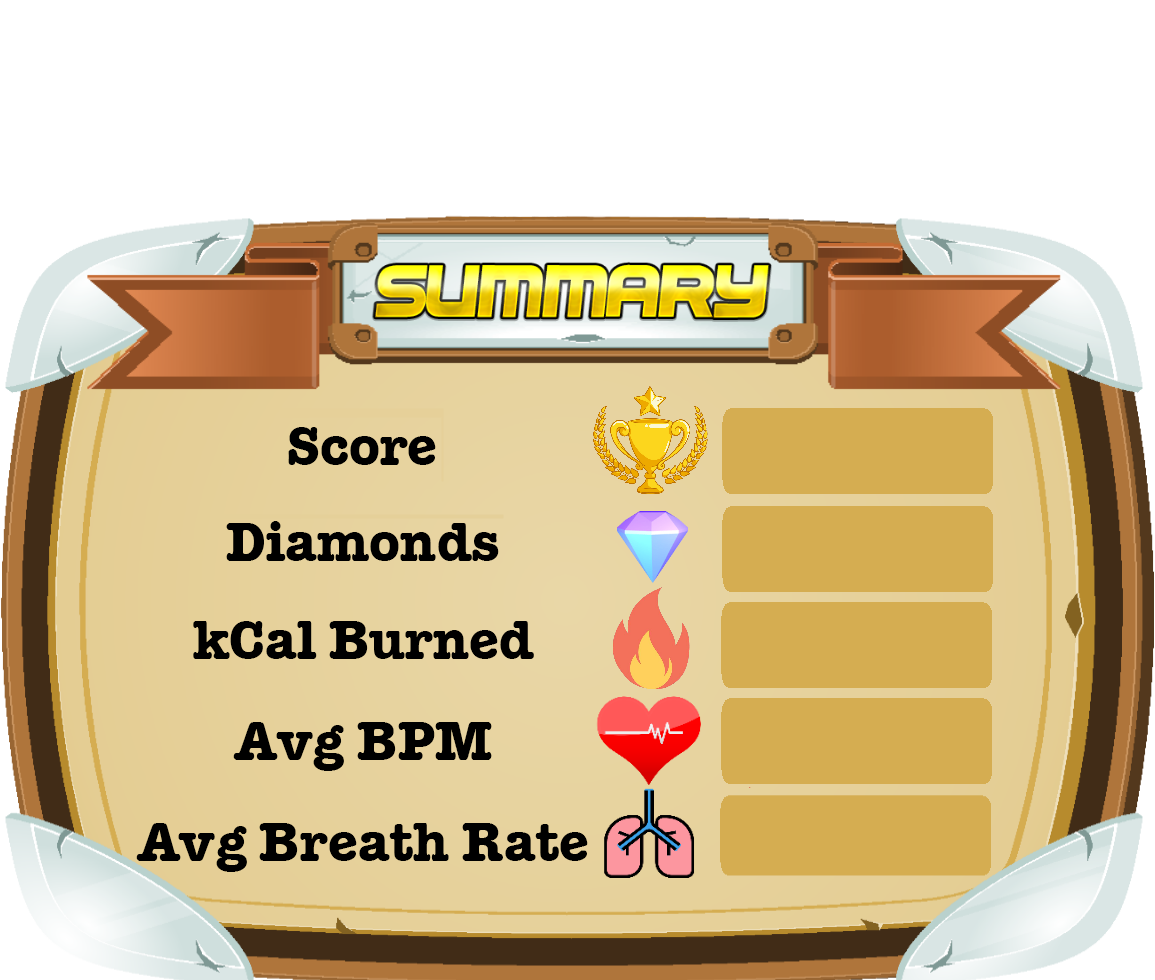 SUMMARY
Score
Diamonds
kCal Burned
Avg BPM
Avg Breath Rate